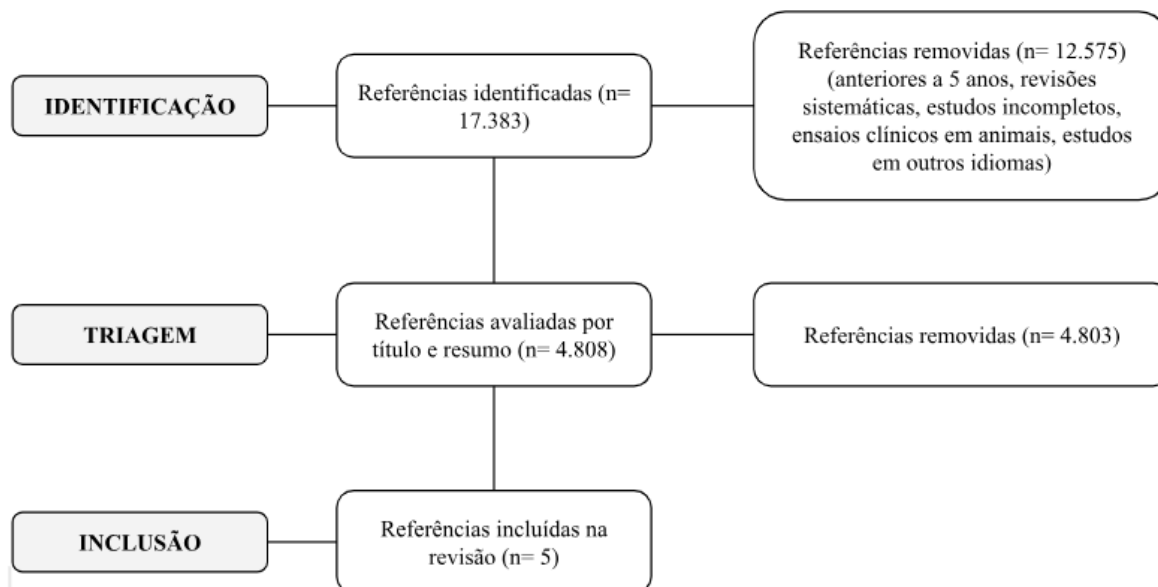 IDENTIFICAÇÃO
Referências identificadas (n=
17.383)
Referências removidas (n= 12.575)
(anteriores a 5 anos, revisões
sistemáticas, estudos incompletos,
ensaios clínicos em animais, estudos
em outros idiomas)
TRIAGEM
Referências avaliadas por
título e resumo (n= 4.808)
Referências removidas (n= 4.803)
INCLUSÃO
Referências incluídas na
revisão (n= 5)